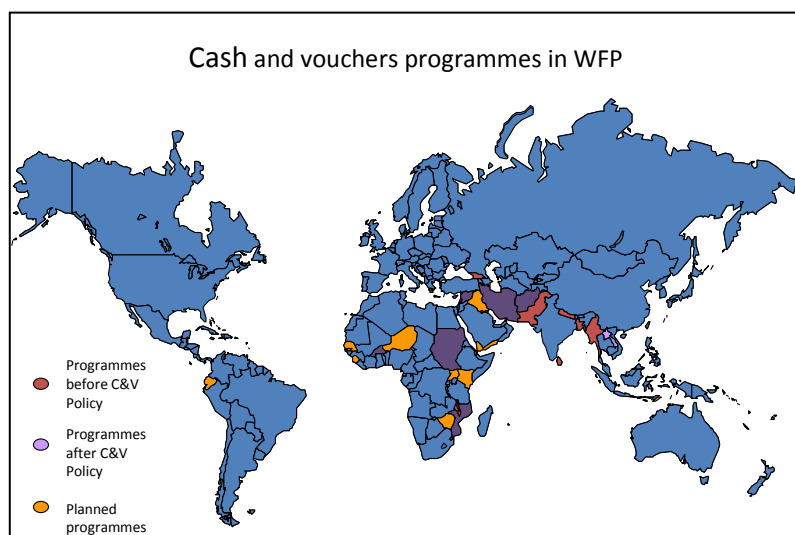 Cash and vouchers programmes in WFP
Programmes
before C&V
Policy
Programmes
after C&V
Policy
Planned
programmes